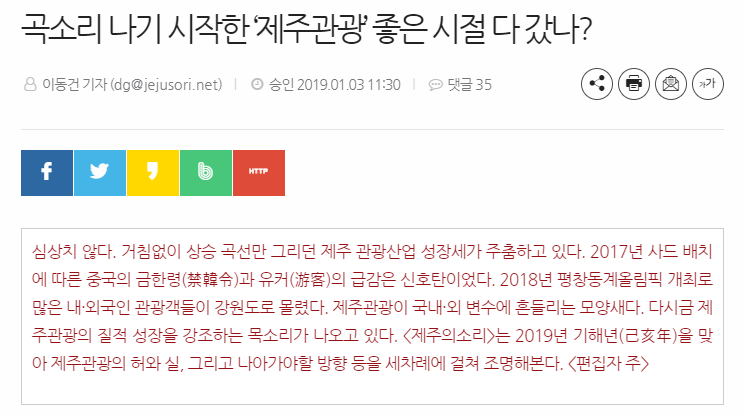 곡소리 나기 시작한 ‘제주관광’ 좋은 시절 다 갔나?
이동건 기자 (dg@jejusori.net) 승인 2019.01.03 11:30 댓글 35
가가
HTTP
심상치 않다. 거침없이 상승 곡선만 그리던 제주 관광산업 성장세가 주춤하고 있다. 2017년 사드 배치
에 따른 중국의 금한령(禁韓令)과 유커(游客)의 급감은 신호탄이었다. 2018년 평창동계올림픽 개최로
많은 내·외국인 관광객들이 강원도로 몰렸다. 제주관광이 국내·외 변수에 흔들리는 모양새다. 다시금 제
주관광의 질적 성장을 강조하는 목소리가 나오고 있다. <제주의소리>는 2019년 기해년(己亥年)을 맞
아 제주관광의 허와 실, 그리고 나아가야할 방향 등을 세차례에 걸쳐 조명해본다. <편집자 주>